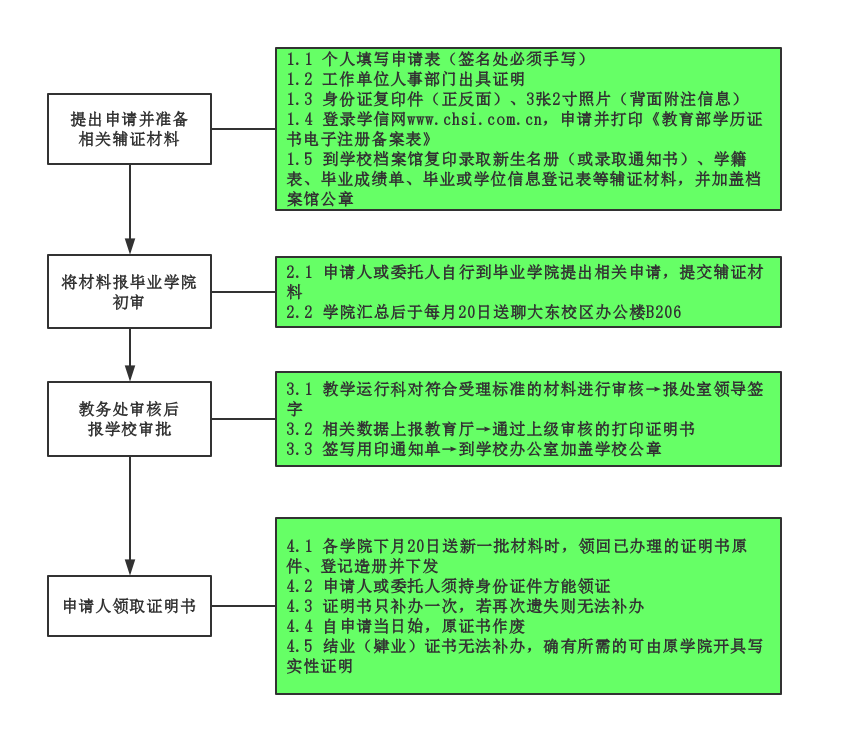 提出申请并准备
相关辅证材料
1.1 个人填写申请表（签名处必须手写）
1.2 工作单位人事部门出具证明
1.3 身份证复印件（正反面）、3张2寸照片（背面附注信息）
1.4 登录学信网www.chsi.com.cn，申请并打印《教育部学历证
书电子注册备案表》
1.5 到学校档案馆复印录取新生名册（或录取通知书）、学籍
表、毕业成绩单、毕业或学位信息登记表等辅证材料，并加盖档
案馆公章
将材料报毕业学院
初审
2.1 申请人或委托人自行到毕业学院提出相关申请，提交辅证材
料
2.2 学院汇总后于每月20日送聊大东校区办公楼B206
教务处审核后
报学校审批
3.1 教学运行科对符合受理标准的材料进行审核→报处室领导签
字
3.2 相关数据上报教育厅→通过上级审核的打印证明书
3.3 签写用印通知单→到学校办公室加盖学校公章
申请人领取证明书
4.1 各学院下月20日送新一批材料时，领回已办理的证明书原
件、登记造册并下发
4.2 申请人或委托人须持身份证件方能领证
4.3 证明书只补办一次，若再次遗失则无法补办
4.4 自申请当日始，原证书作废
4.5 结业（肄业）证书无法补办，确有所需的可由原学院开具写
实性证明